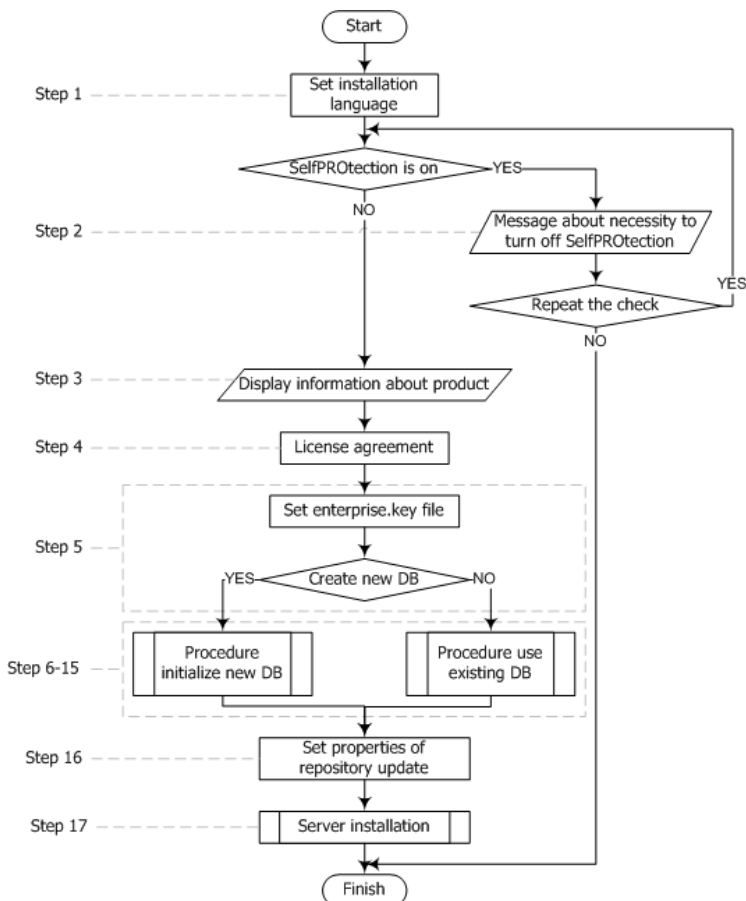 Start
Step 1
Set installation
language
SelfPROtection is on
YES
NO
Step 2
Message about necessity to
turn off SelfPROtection
YES
Repeat the check
NO
Step 3
Display information about product
Step 4
License agreement
Set enterprise.key file
Step 5
YES
Create new DB
NO
Step 6-15
Procedure
initialize new DB
Procedure use
existing DB
Step 16
Set properties of
repository update
Step 17
Server installation
Finish